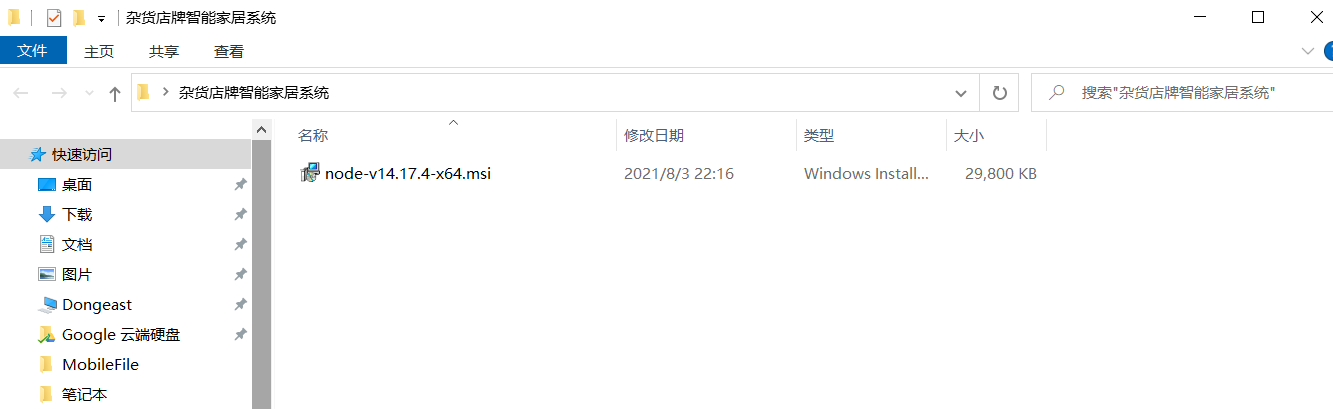 杂货店牌智能家居系统
文件 主页 共享 查看
杂货店牌智能家居系统 搜索"杂货店牌智能家居系统"
名称 修改日期 类型 大小
node-v14.17.4-x64.msi 2021/8/3 22:16 Windows Install... 29,800 KB
快速访问
桌面
下载
文档
图片
Dongeast
Google 云端硬盘
MobileFile
笔记本